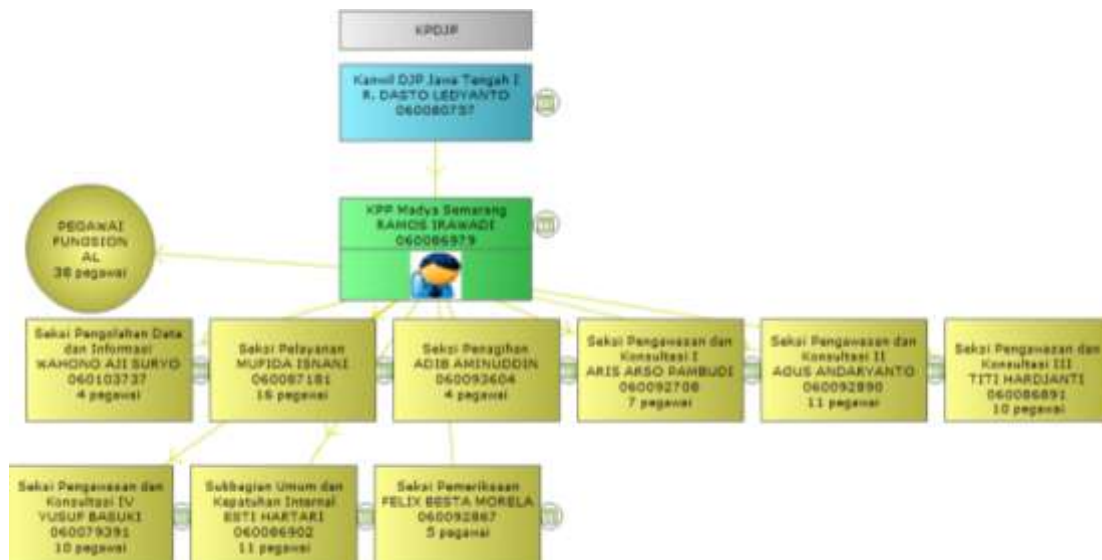 KPDJP
Kanwil DJP Jawa Tengah I
R. DASTO LEDYANTO
060080757
KPP Madya Semarang
RAMOS IRAWADI
060086979
PEGAWAI
FUNGSION
AL
38 pegawai
Seksi Pengolahan Data
dan Informasi
WAHONO AJI SURYO
060103737
4 pegawai
Seksi Pelayanan
MUFIDA ISNANI
060087181
16 pegawai
Seksi Penagihan
ADIB AMINUDDIN
060093604
4 pegawai
Seksi Pengawasan dan
Konsultasi I
ARIS ARSO PAMBUDI
060092708
7 pegawai
Seksi Pengawasan dan
Konsultasi II
AGUS ANDARYANTO
060092890
11 pegawai
Seksi Pengawasan dan
Konsultasi III
TITI HARDJANTI
060086891
10 pegawai
Seksi Pengawasan dan
Konsultasi IV
YUSUF BASUKI
060079391
10 pegawai
Subbagian Umum dan
Kepatuhan Internal
ESTI HARTARI
060086902
11 pegawai
Seksi Pemeriksaan
FELIX BESTA MORELA
060092867
5 pegawai